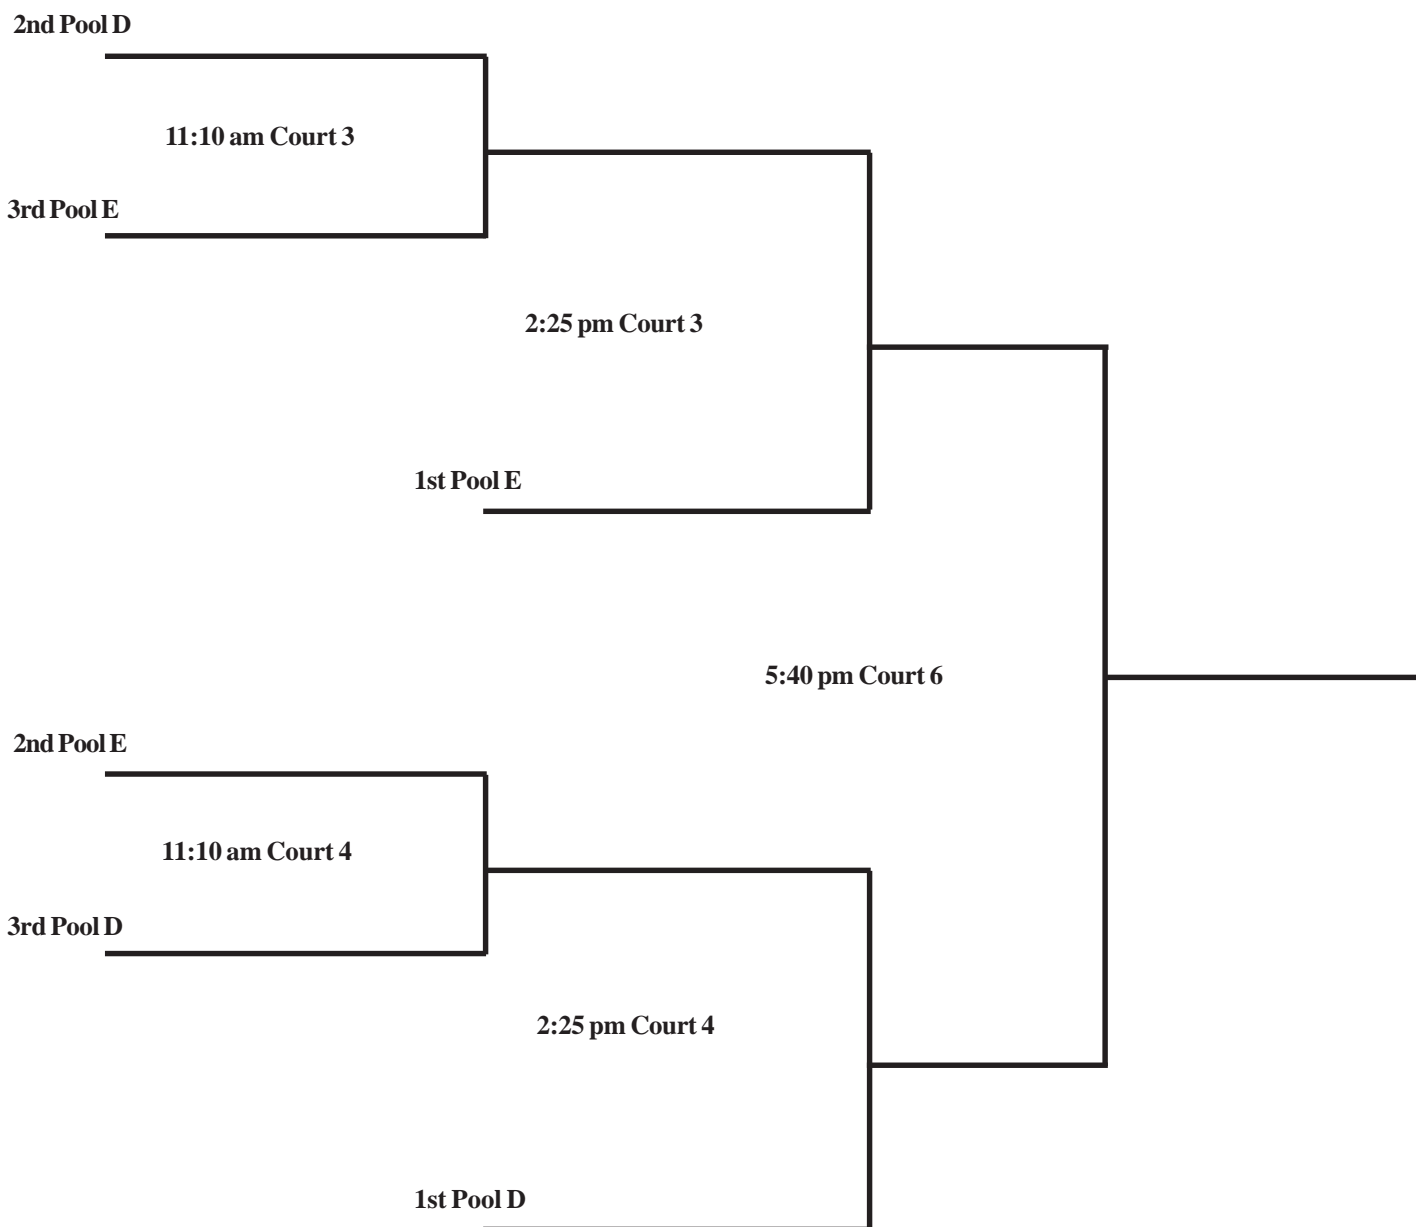 2nd Pool D
11:10 am Court 3
3rd Pool E
2:25 pm Court 3
1st Pool E
5:40 pm Court 6
2nd Pool E
11:10 am Court 4
3rd Pool D
2:25 pm Court 4
1st Pool D